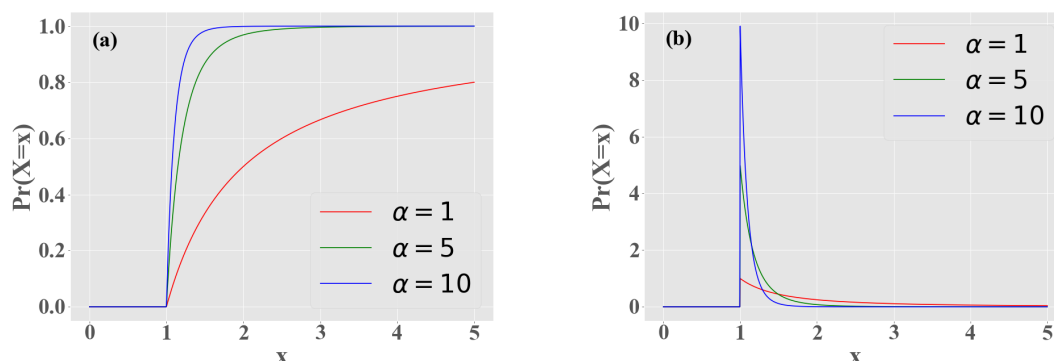 (a)
Pr(X=x)
1.0
0.8
0.6
0.4
0.2
0.0
α = 1
α = 5
α = 10
0 1 2 3 4 5
x
(b)
Pr(X=x)
10
8
6
4
2
0
α = 1
α = 5
α = 10
0 1 2 3 4 5
x